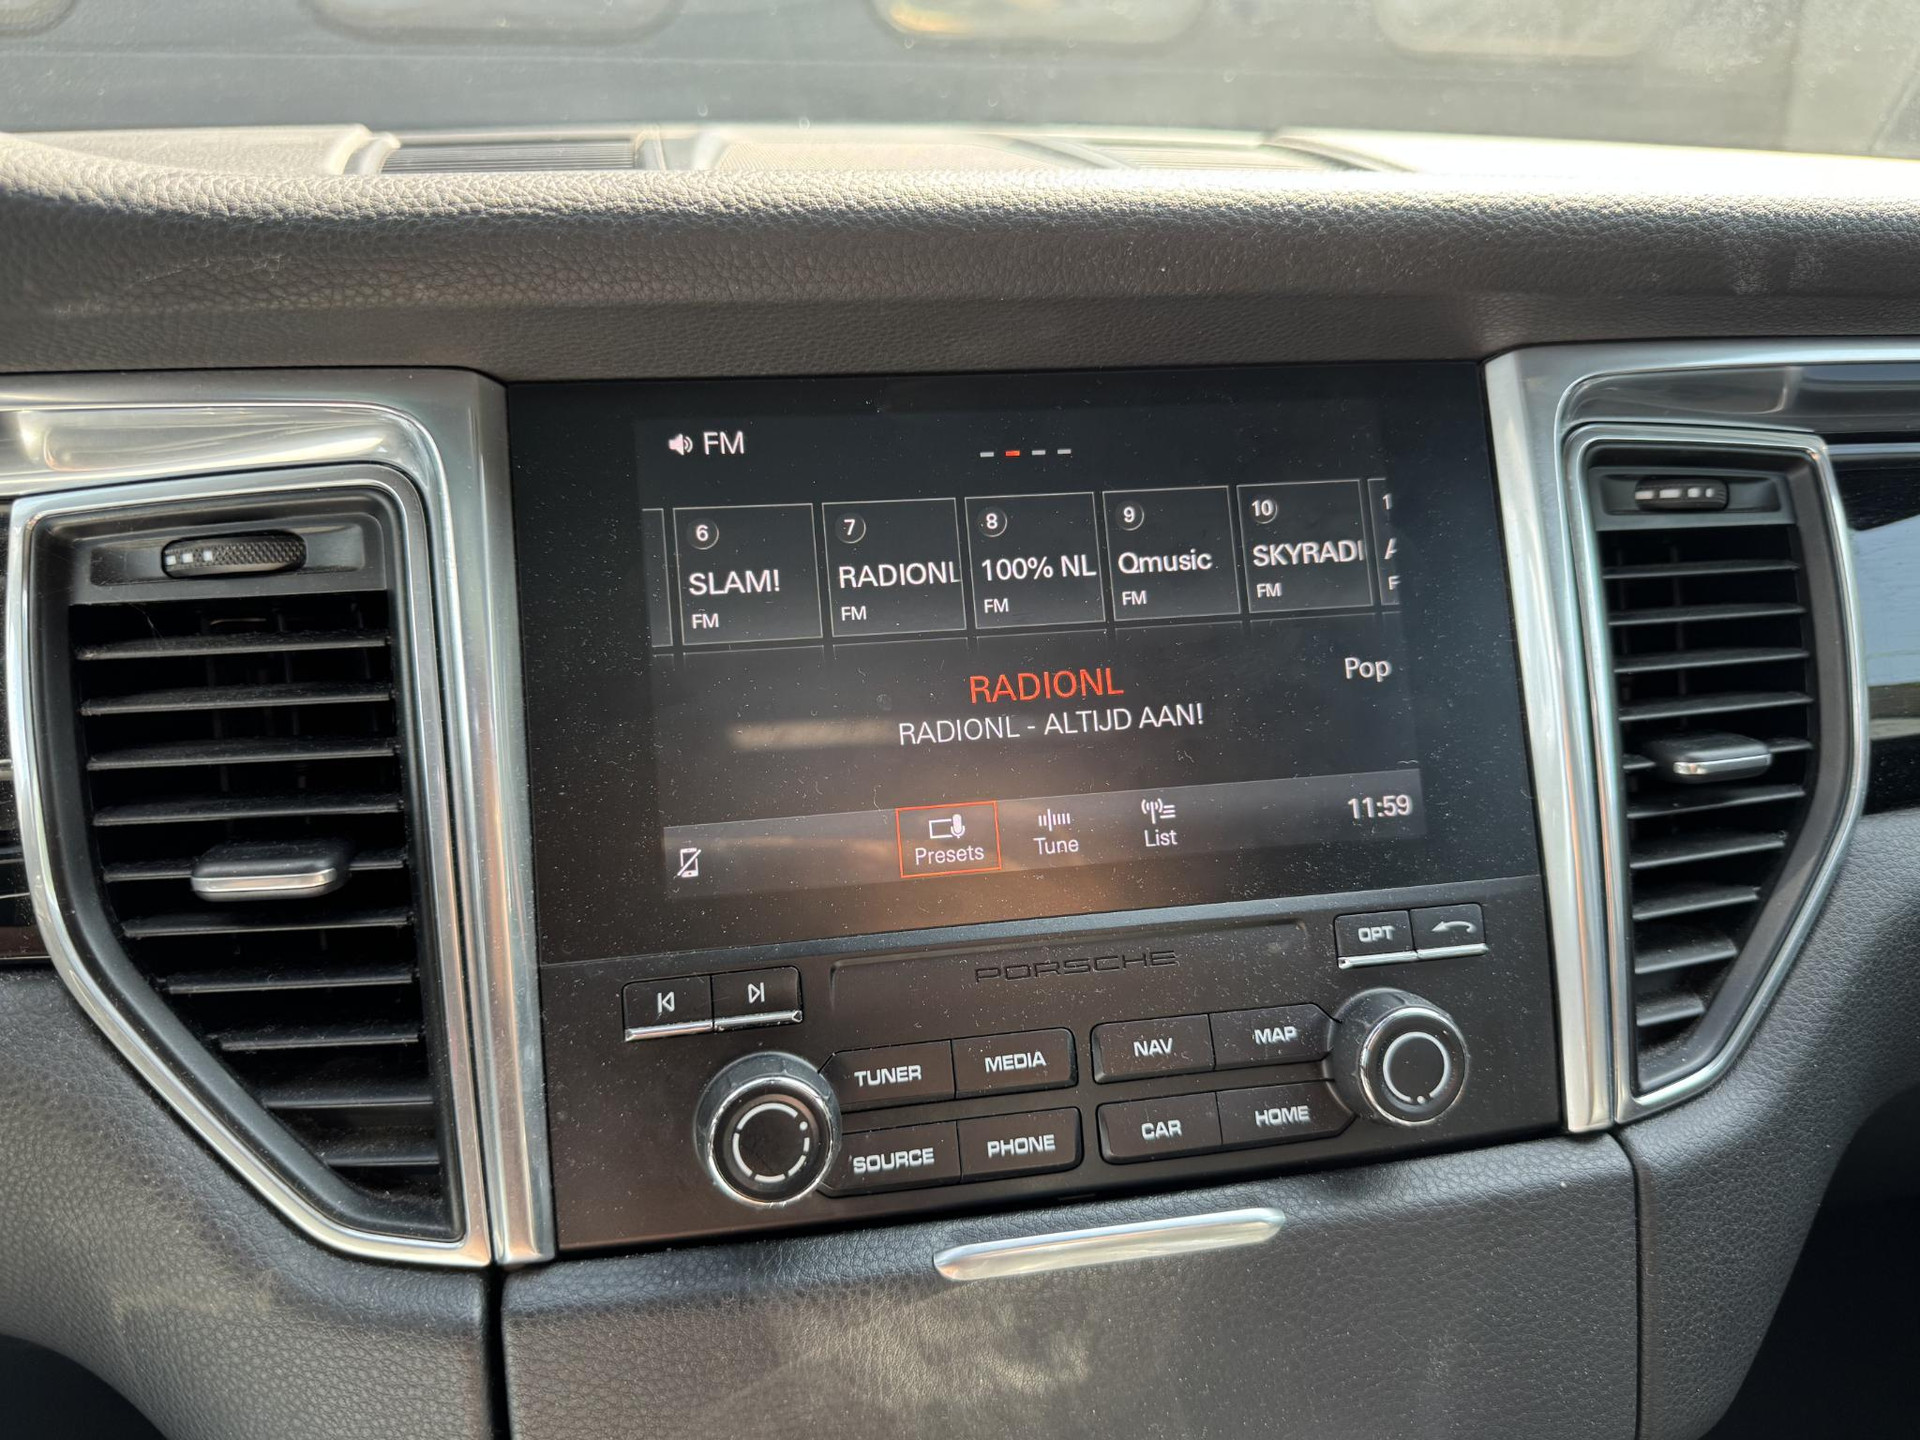 FM
6
7
8
9
10
SLAM!
RADIONL
100% NL
Qmusic
SKYRADI
FM
FM
FM
FM
FM
RADIONL
Pop
RADIONL - ALTIJD AAN!
Presets
Tune
List
11:59
OPT
PORSCHE
TUNER
MEDIA
NAV
MAP
SOURCE
PHONE
CAR
HOME